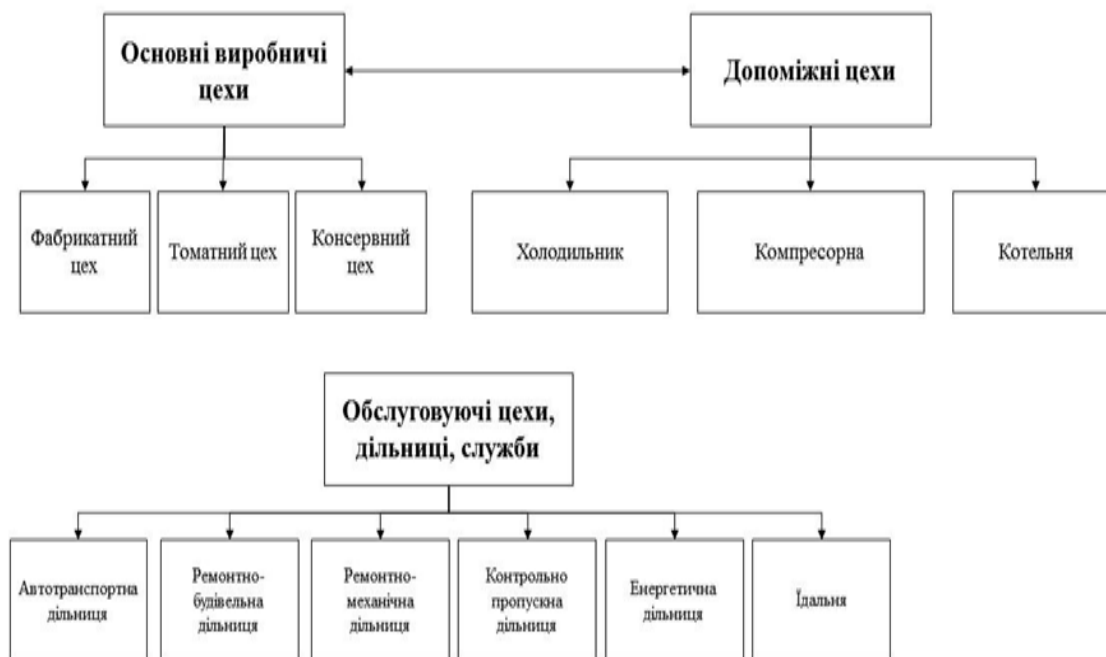 Основні виробничі
цехи
Допоміжні цехи
Фабрикатний
цех
Томатний цех
Консервний
цех
Холодильник
Компресорна
Котельня
Обслуговуючі цехи,
дільниці, служби
Автотранспортна
дільниця
Ремонтно-
будівельна
дільниця
Ремонтно-
механічна
дільниця
Контрольно
пропускна
дільниця
Енергетична
дільниця
Їдальня